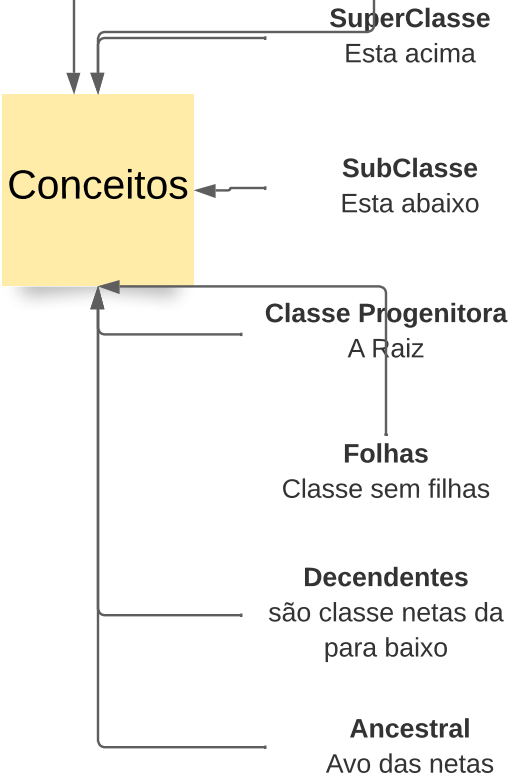 SuperClasse
Esta acima
Conceitos
SubClasse
Esta abaixo
Classe Progenitora
A Raiz
Folhas
Classe sem filhas
Decendentes
são classe netas da
para baixo
Ancestral
Avo das netas